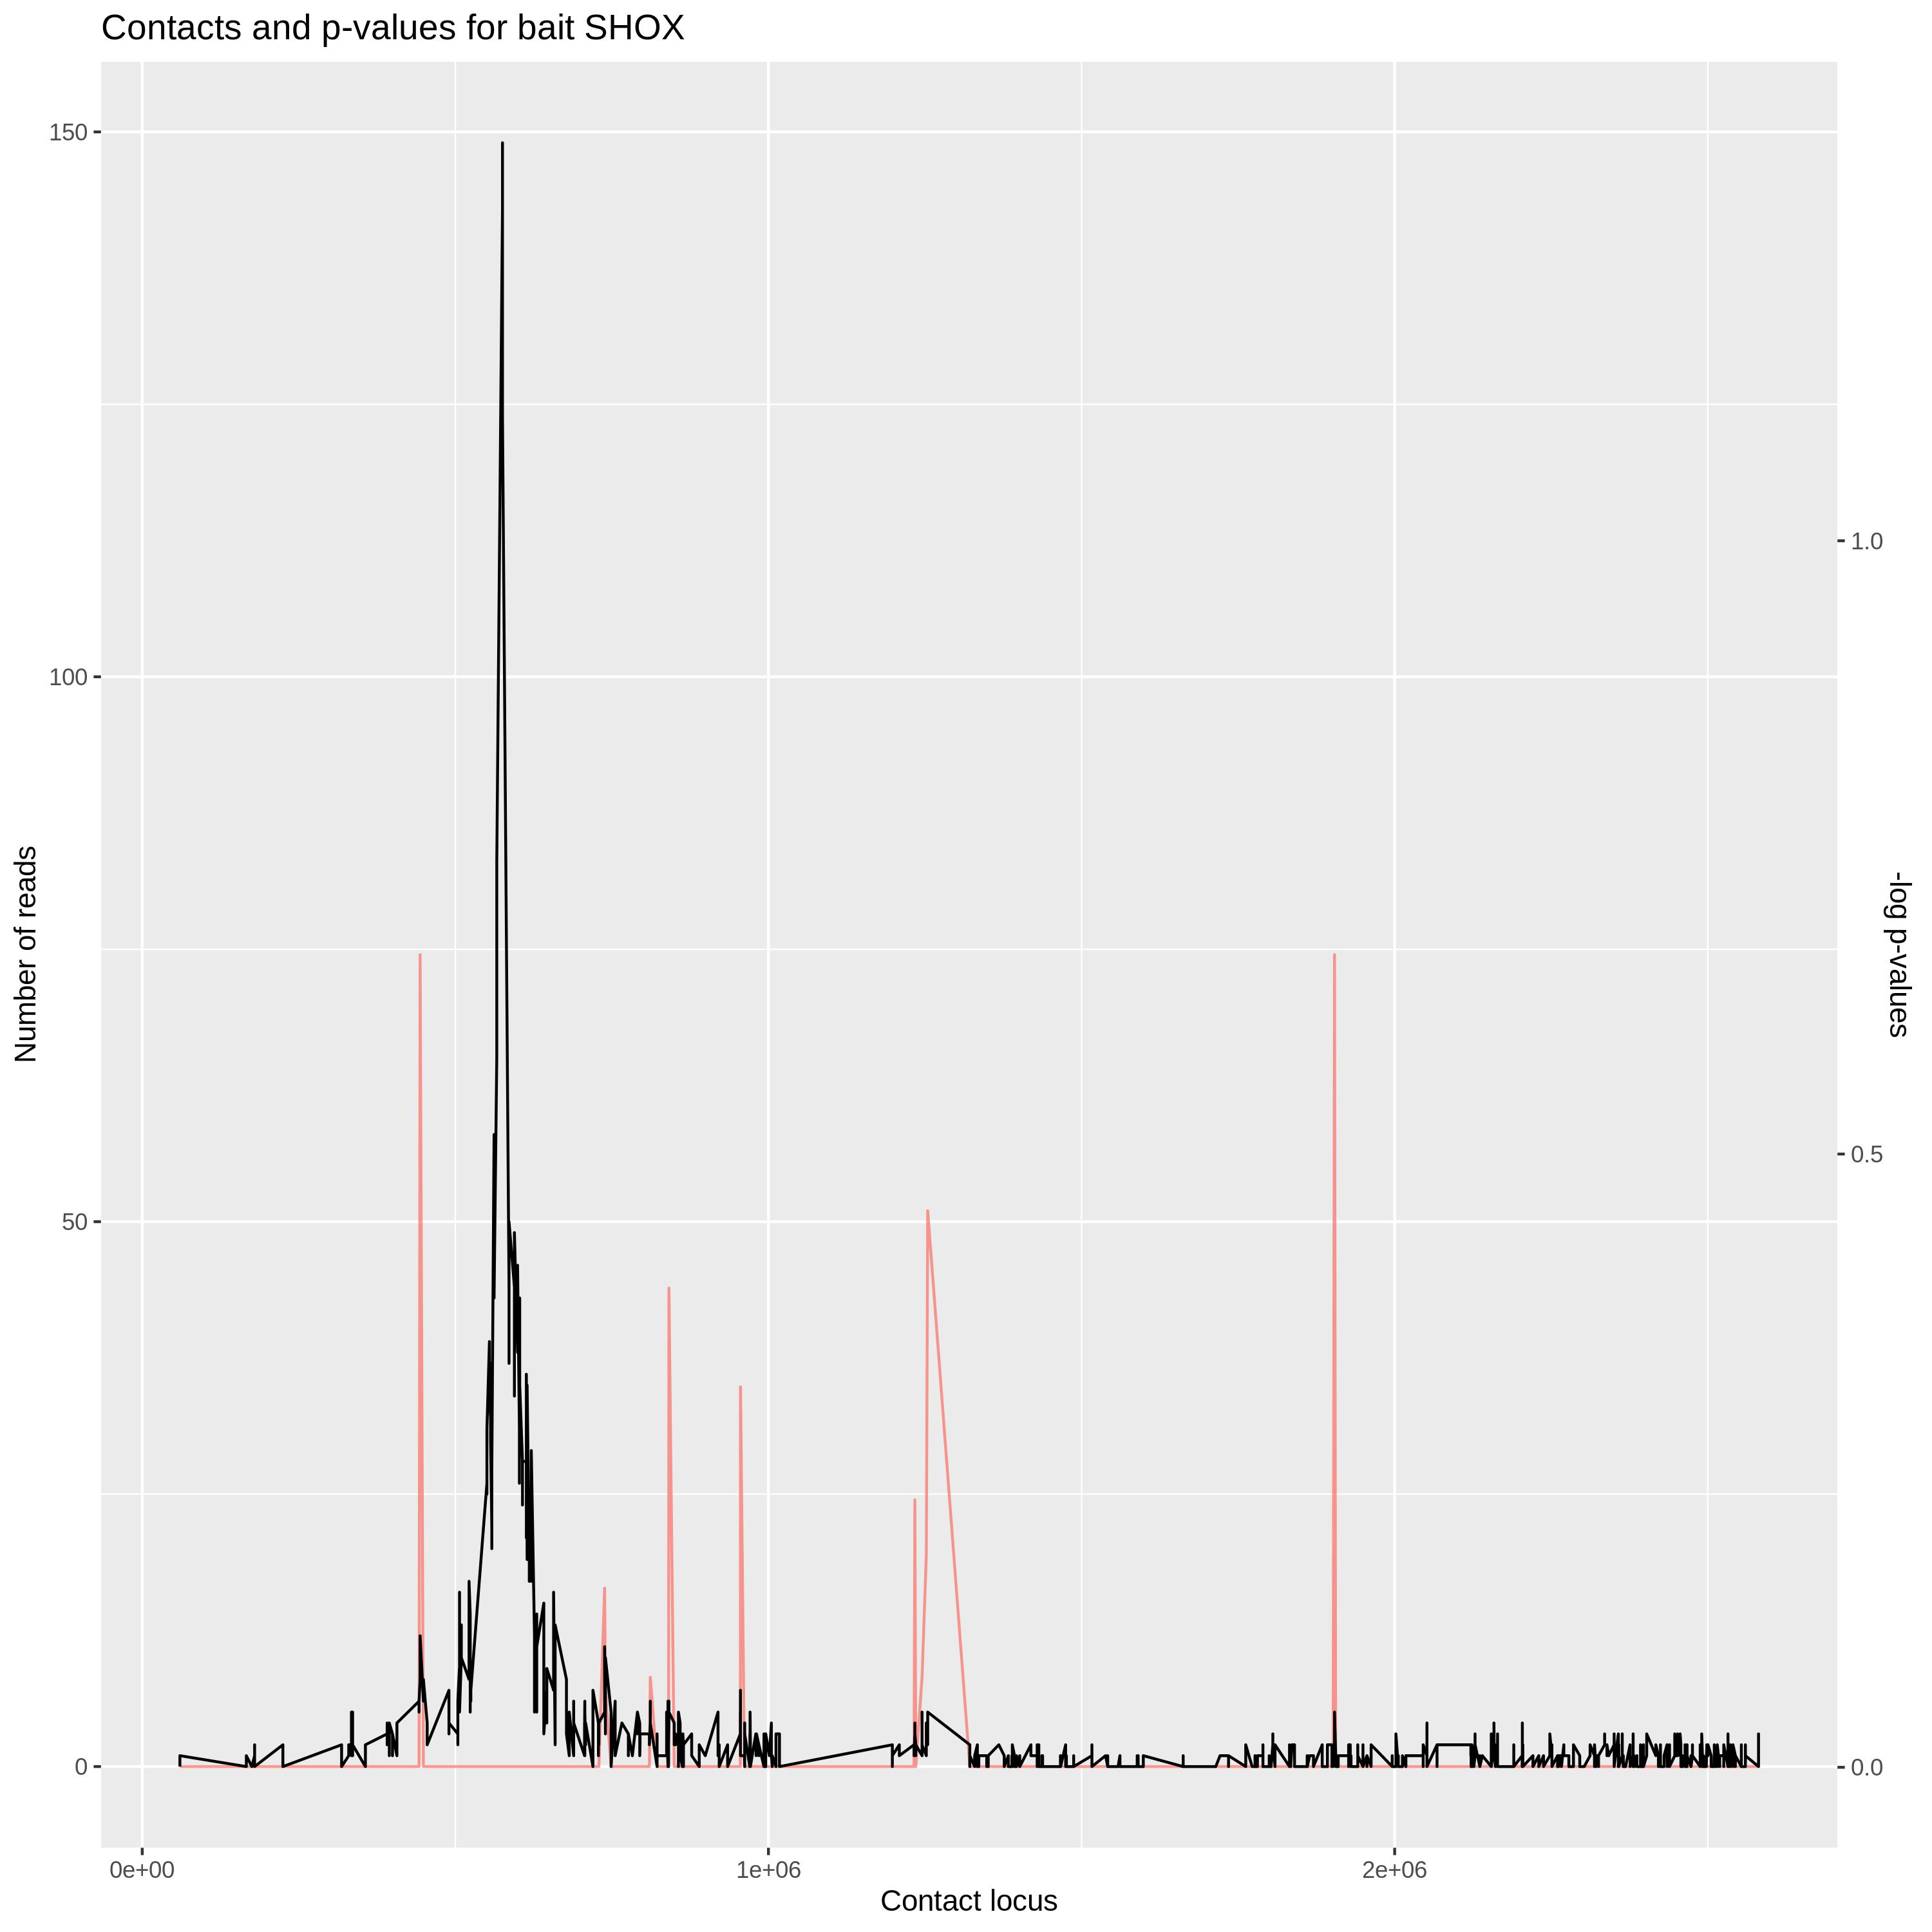 Contacts and p-values for bait SHOX
150
100
50
0
Number of reads
1.0
0.5
0.0
-log p-values
0e+00
1e+06
2e+06
Contact locus